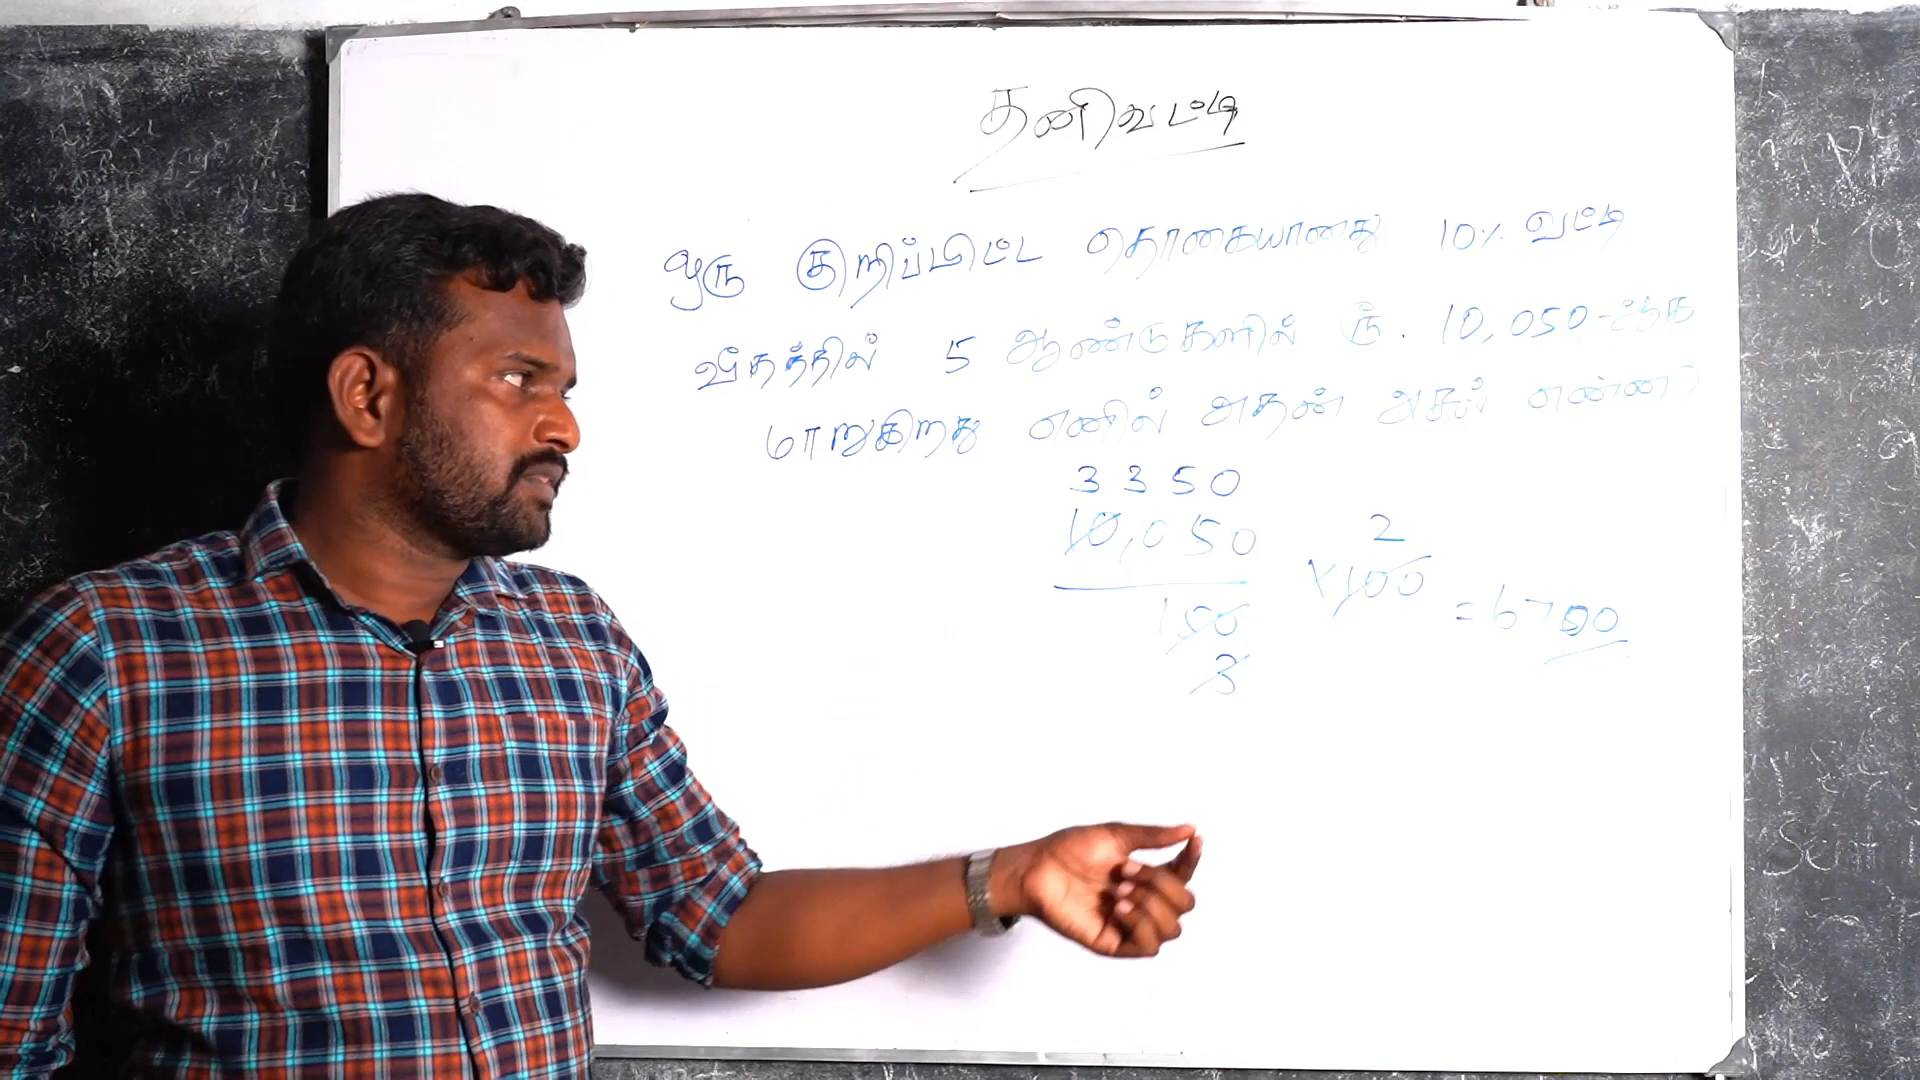 தனிவட்டி
ஒரு குறிப்பிட்ட தொகையானது 10% வட்டி
வீதத்தில் 5 ஆண்டுகளில் ரூ. 10,050-ஆக
மாறுகிறது எனில் அதன் அசல் என்ன?
3350
10,050
2
×100
= 6700
150
3